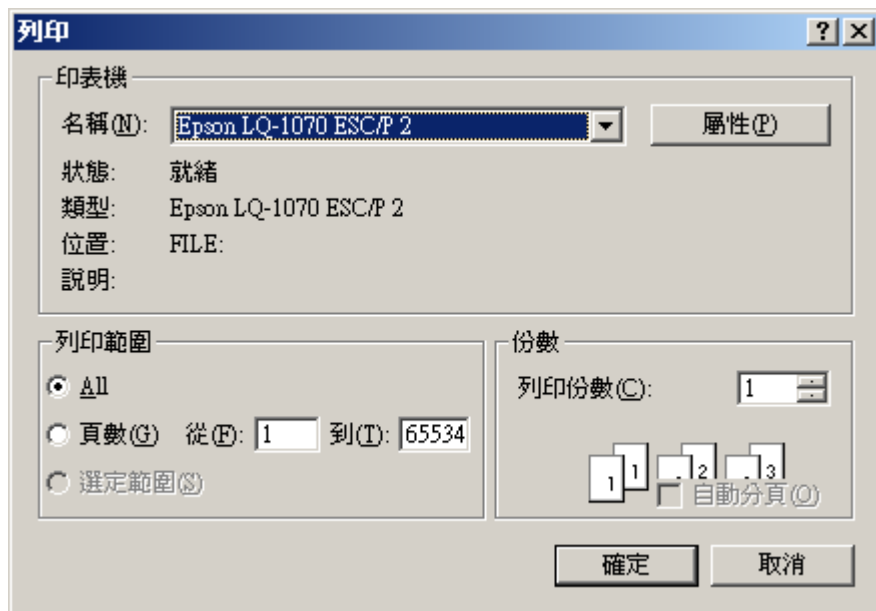 列印
印表機
名稱(N): Epson LQ-1070 ESC/P 2 屬性(P)
狀態: 就緒
類型: Epson LQ-1070 ESC/P 2
位置: FILE:
說明:
列印範圍
All
頁數(G) 從(F): 1 到(T): 65534
選定範圍(S)
份數
列印份數(C): 1
1 1 2 3
自動分頁(O)
確定 取消